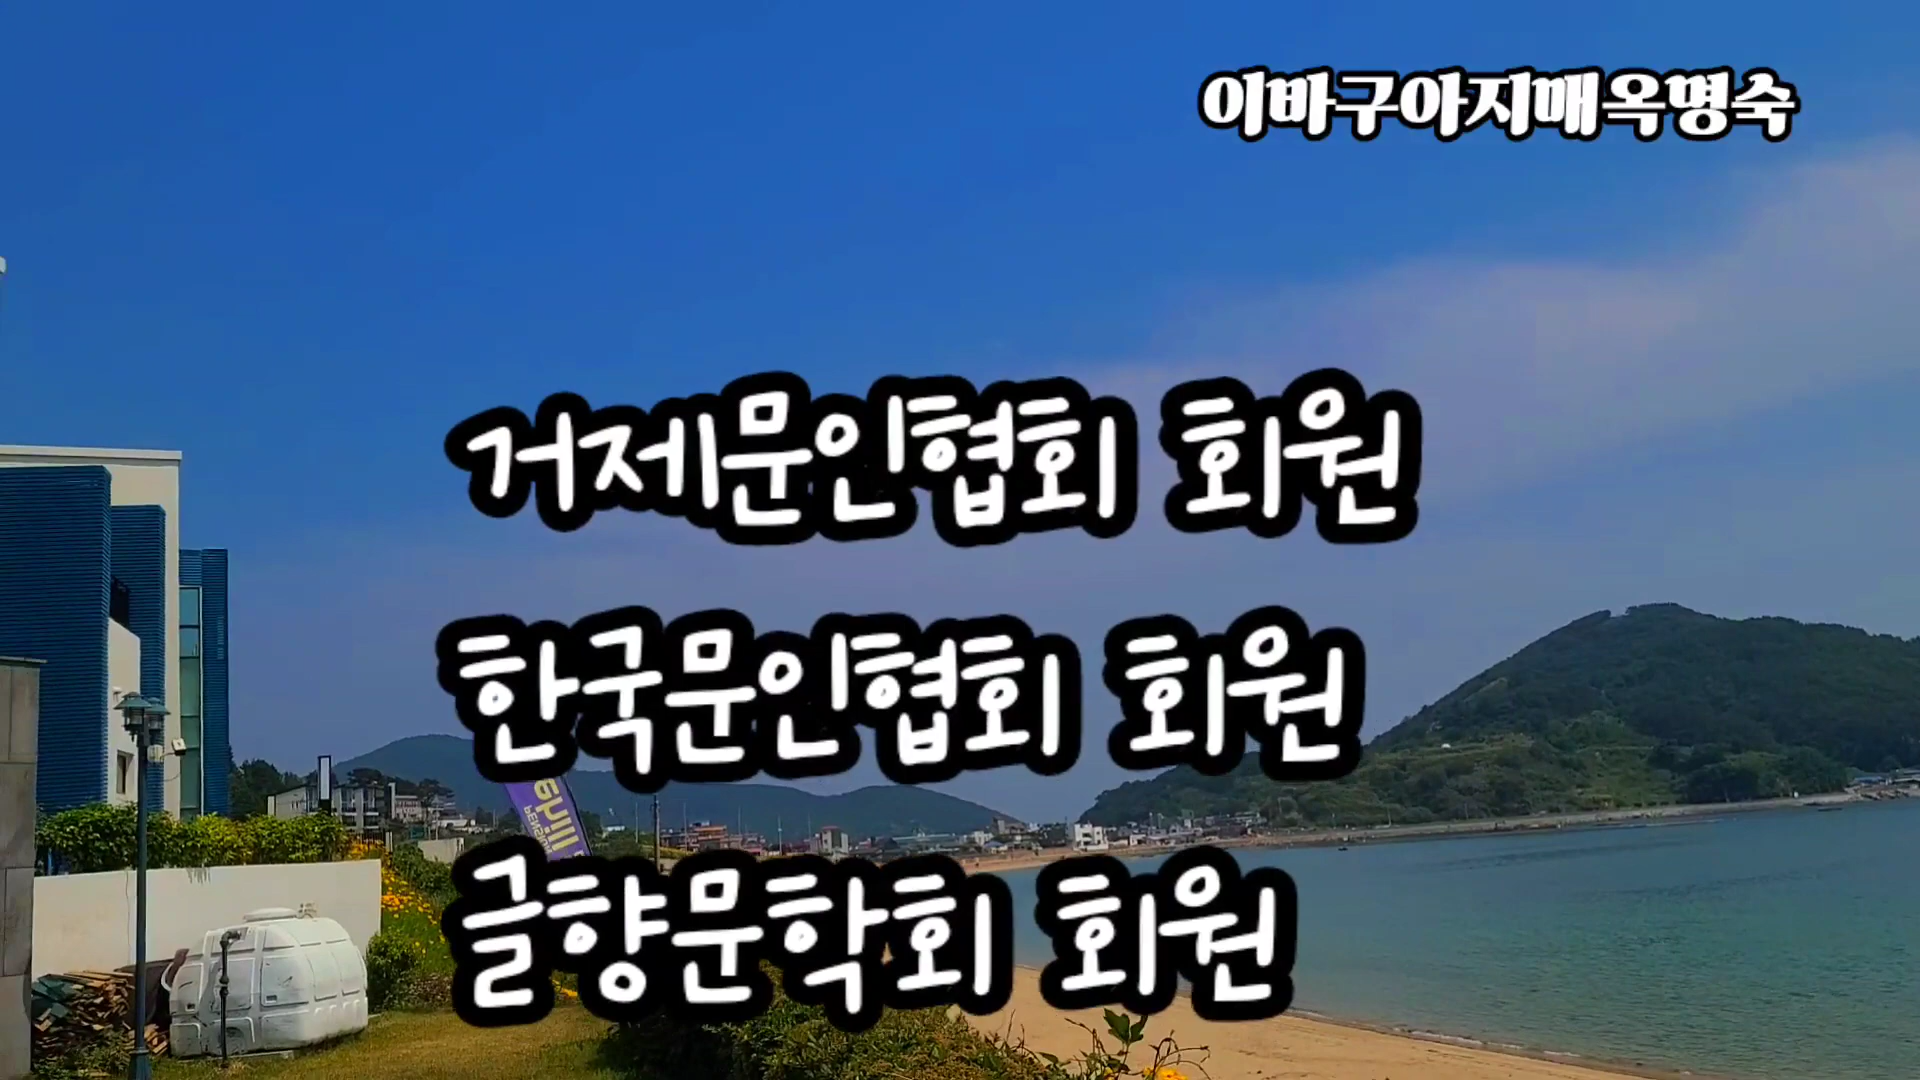 이바구아지매옥명숙
거제문인협회 회원
한국문인협회 회원
글향문학회 회원